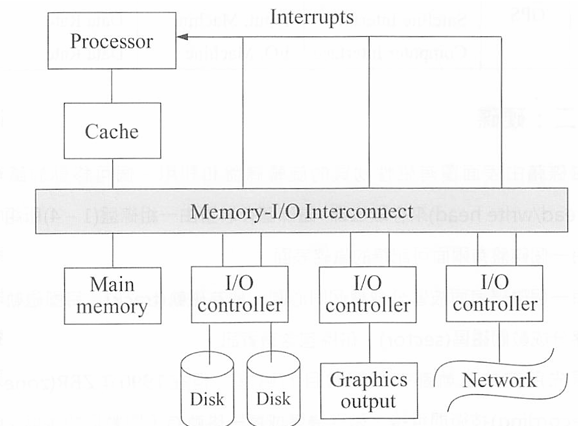 Interrupts
Processor
Cache
Memory-I/O Interconnect
Main
memory
I/O
controller
I/O
controller
I/O
controller
Disk
Disk
Graphics
output
Network